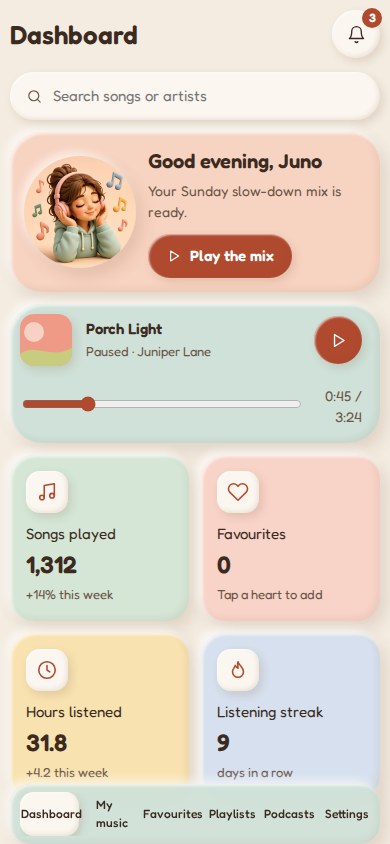 Dashboard
3
Search songs or artists
Good evening, Juno
Your Sunday slow-down mix is
ready.
Play the mix
Porch Light
Paused · Juniper Lane
0:45 /
3:24
Songs played
1,312
+14% this week
Favourites
0
Tap a heart to add
Hours listened
31.8
+4.2 this week
Listening streak
9
days in a row
Dashboard
My
music
Favourites
Playlists
Podcasts
Settings